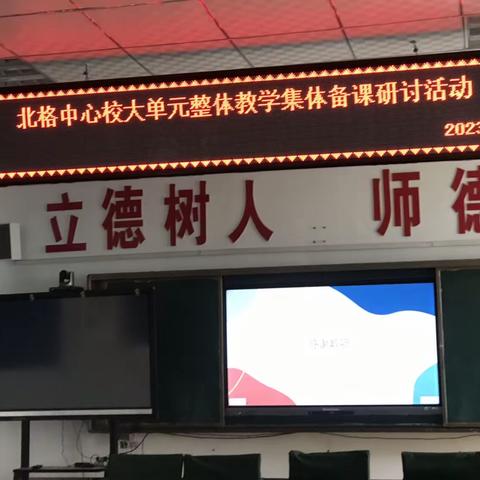 北格中心校大单元整体教学集体备课研讨活动
2023
立德树人 师德